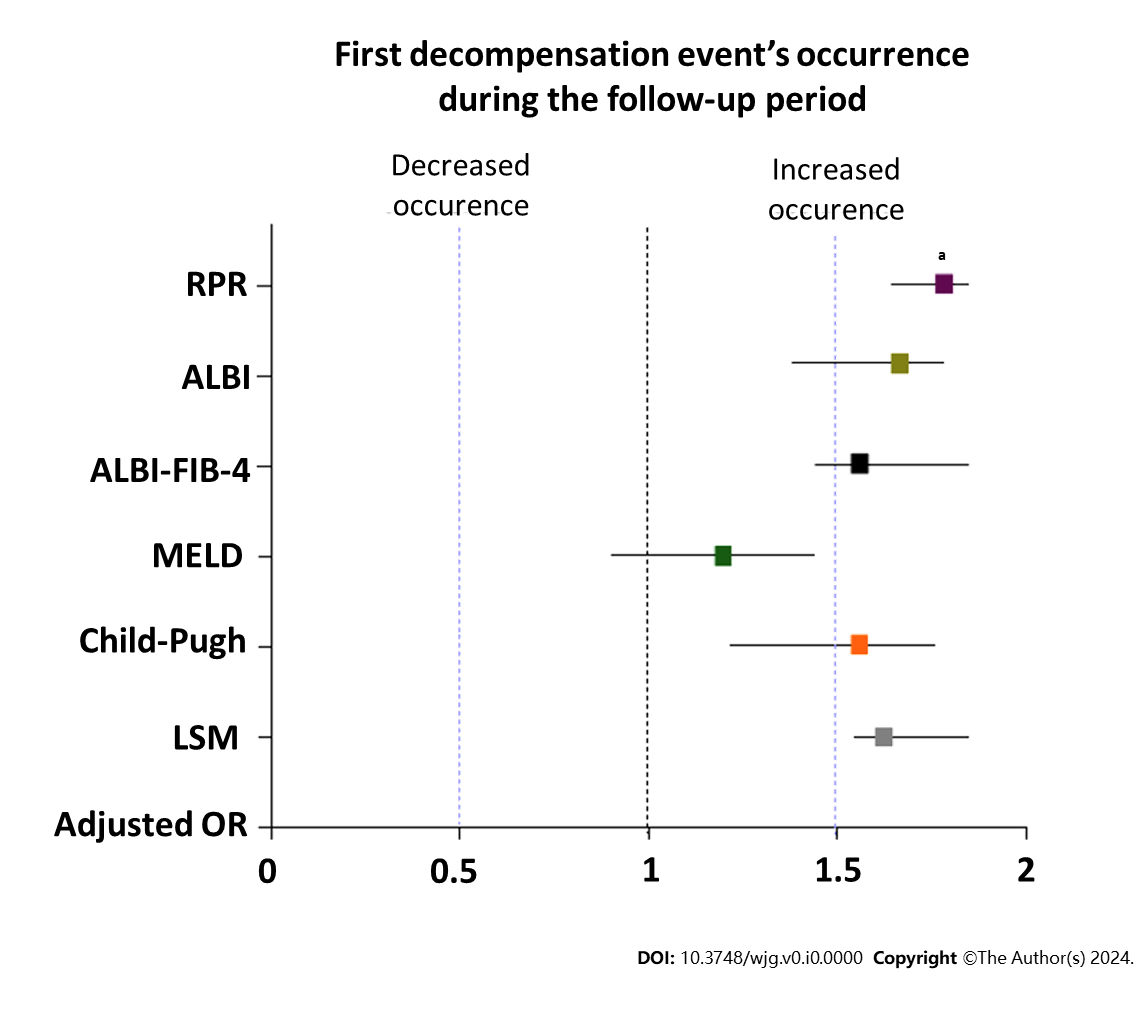 First decompensation event’s occurrence
during the follow-up period
Decreased
occurence
Increased
occurence
a
RPR
ALBI
ALBI-FIB-4
MELD
Child-Pugh
LSM
Adjusted OR
0
0.5
1
1.5
2
DOI: 10.3748/wjg.v0.i0.0000 Copyright ©The Author(s) 2024.